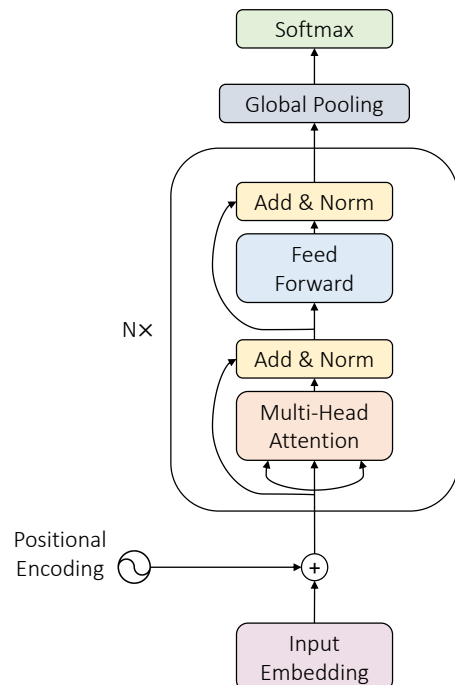 Softmax
Global Pooling
Add & Norm
Feed
Forward
N×
Add & Norm
Multi-Head
Attention
Positional
Encoding
+
Input
Embedding